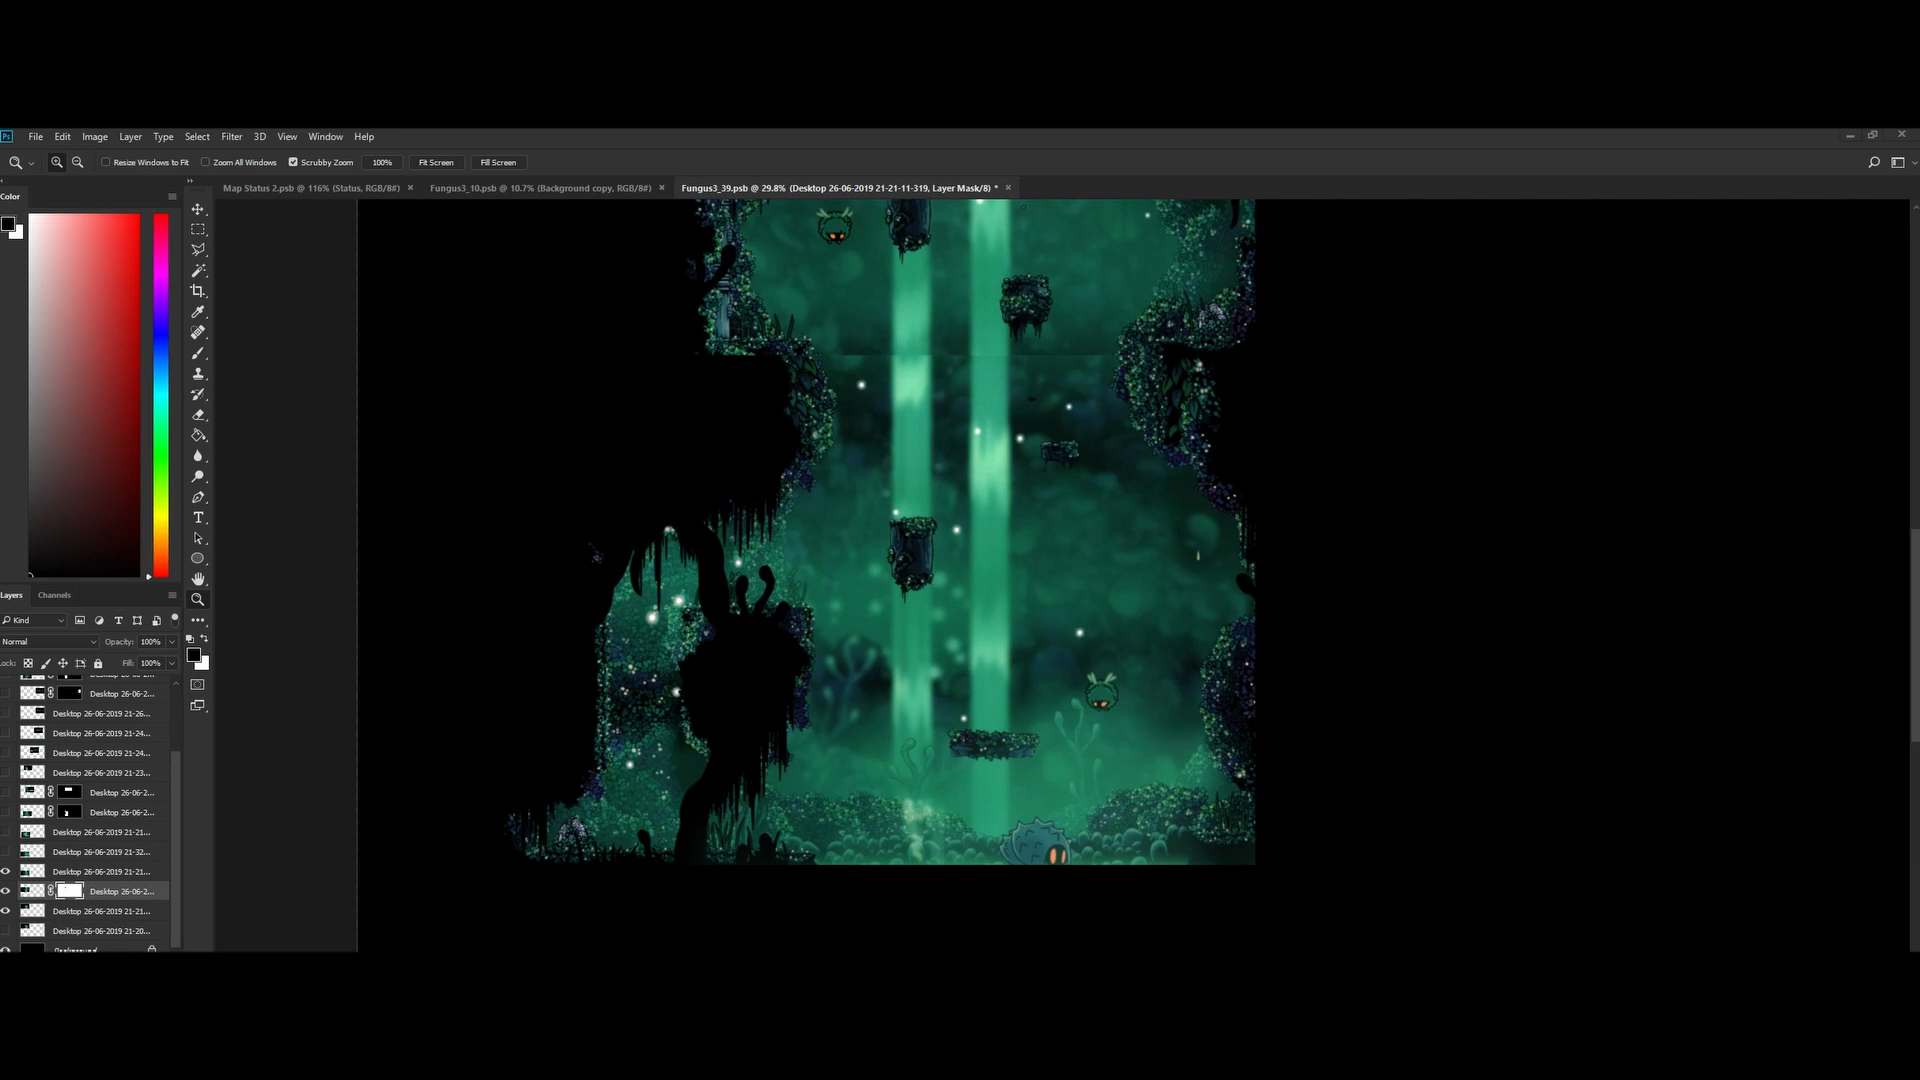 Ps File Edit Image Layer Type Select Filter 3D View Window Help
Resize Windows to Fit Zoom All Windows Scrubby Zoom 100% Fit Screen Fill Screen
Map Status 2.psb @ 116% (Status, RGB/8#) × Fungus3_10.psb @ 10.7% (Background copy, RGB/8#) × Fungus3_39.psb @ 29.8% (Desktop 26-06-2019 21-21-11-319, Layer Mask/8) * ×
Color
Layers Channels
Kind
Normal Opacity: 100%
Lock: Fill: 100%
Desktop 26-06-2...
Desktop 26-06-2019 21-26...
Desktop 26-06-2019 21-24...
Desktop 26-06-2019 21-24...
Desktop 26-06-2019 21-23...
Desktop 26-06-2...
Desktop 26-06-2...
Desktop 26-06-2019 21-21...
Desktop 26-06-2019 21-32...
Desktop 26-06-2019 21-21...
Desktop 26-06-2...
Desktop 26-06-2019 21-21...
Desktop 26-06-2019 21-20...